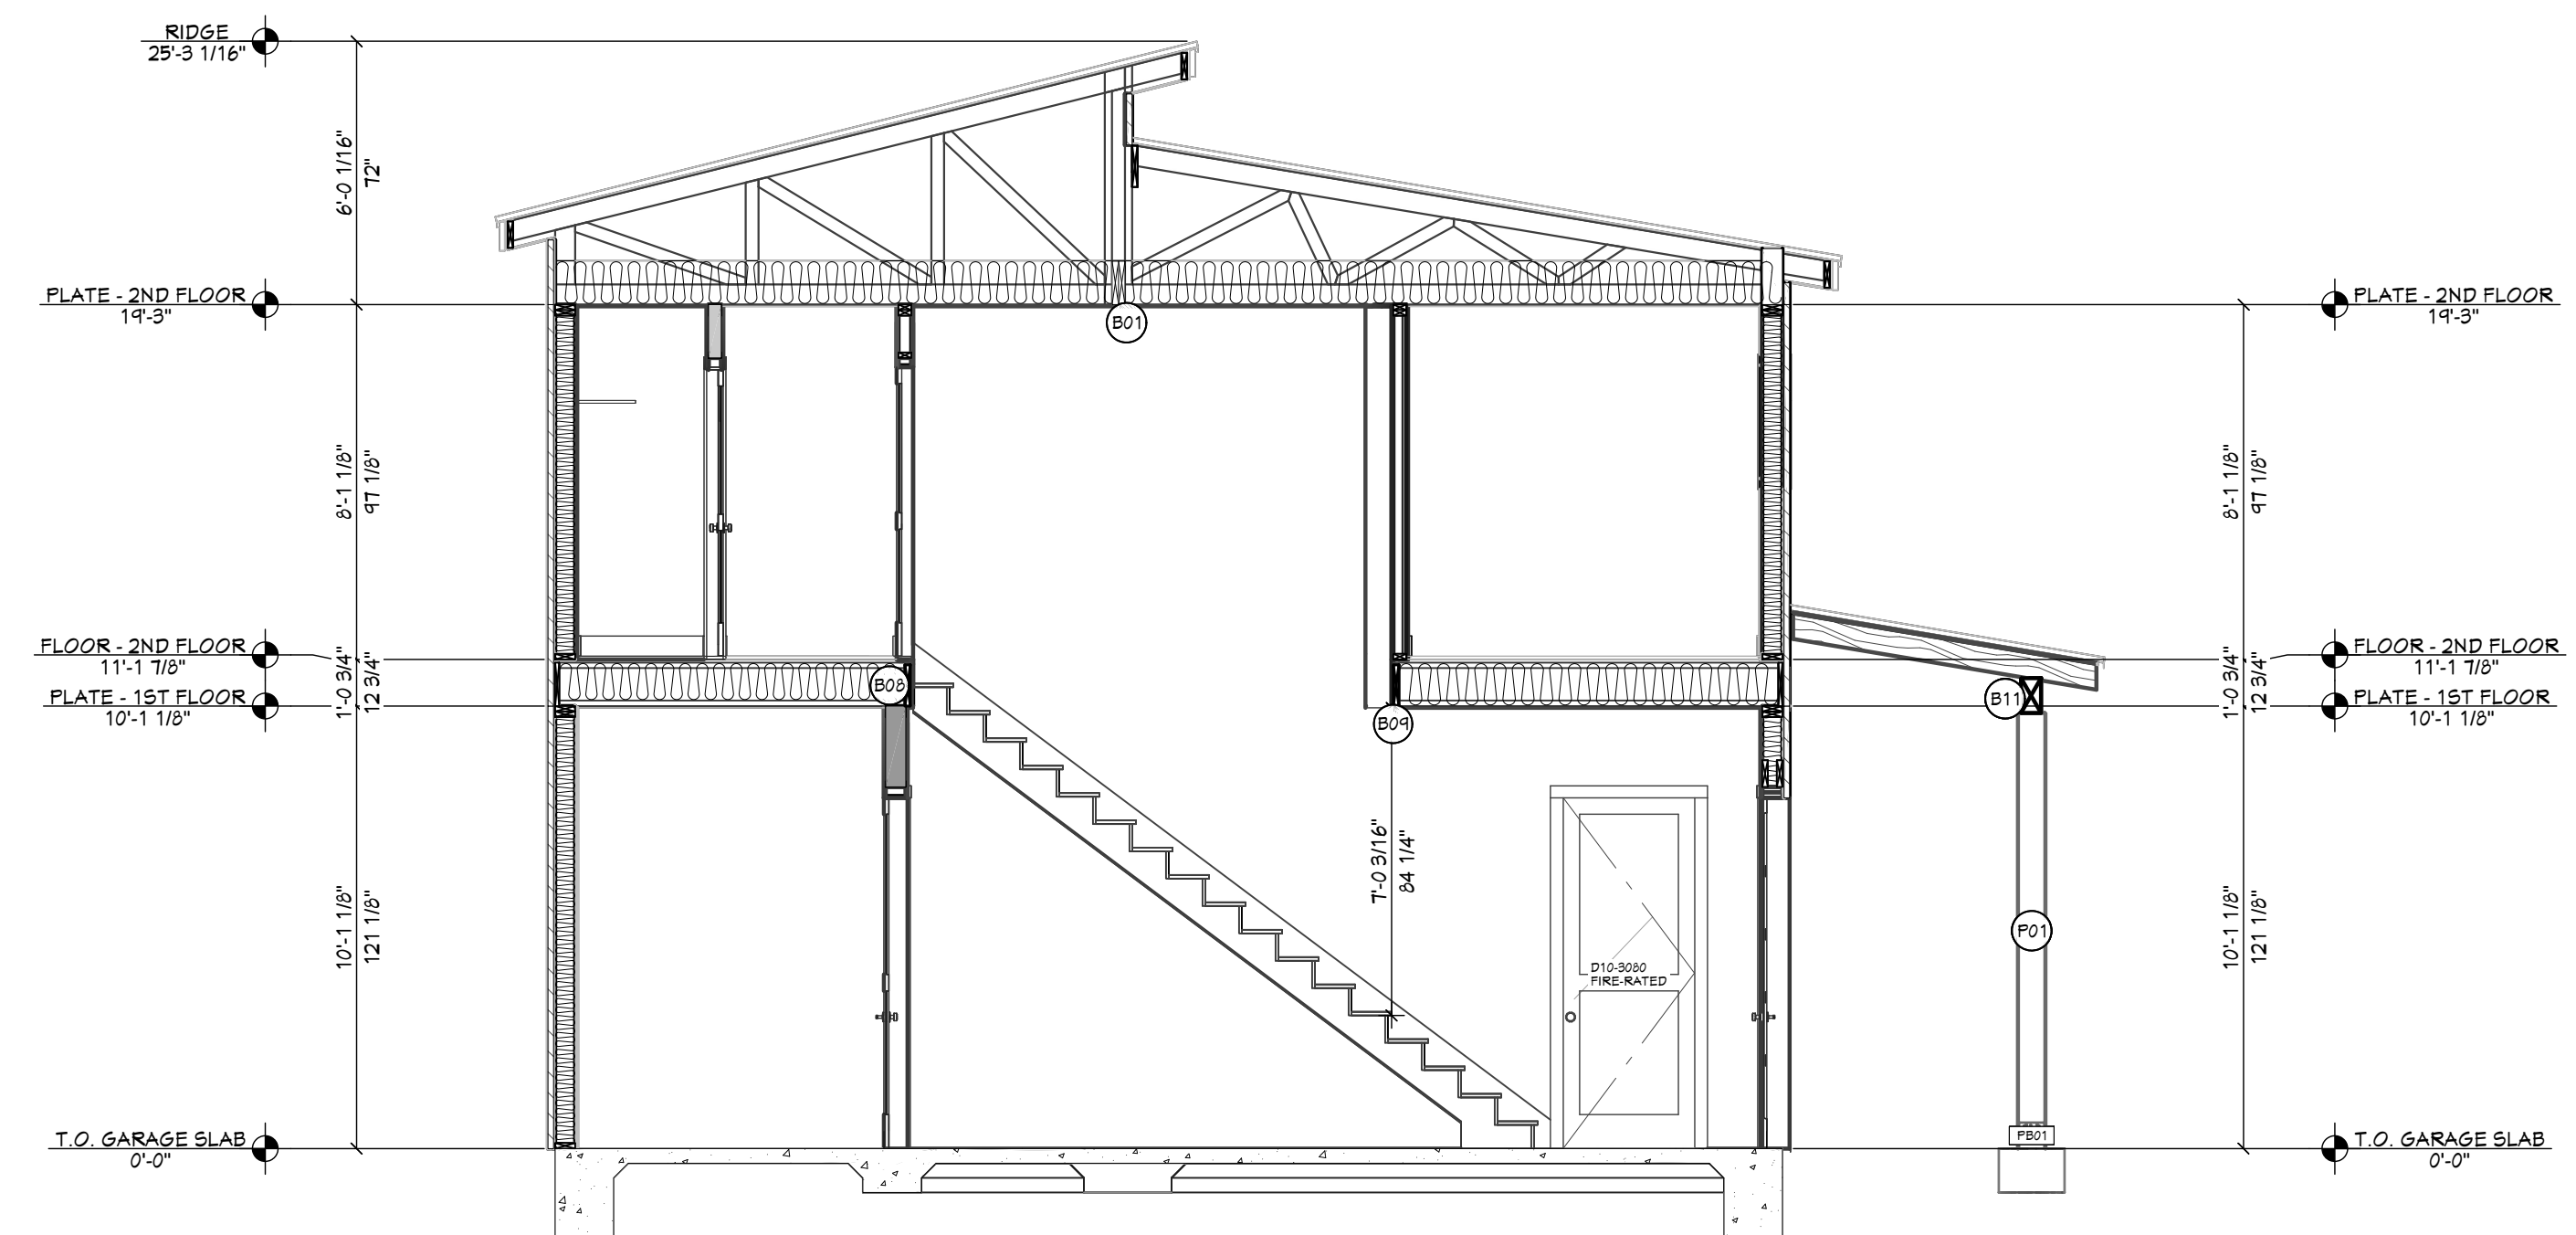 RIDGE
25'-3 1/16"
6'-0 1/16"
72"
PLATE - 2ND FLOOR
19'-3"
B01
PLATE - 2ND FLOOR
19'-3"
8'-1 1/8"
97 1/8"
8'-1 1/8"
97 1/8"
FLOOR - 2ND FLOOR
11'-1 7/8"
1'-0 3/4"
12 3/4"
PLATE - 1ST FLOOR
10'-1 1/8"
B08
B09
B11
1'-0 3/4"
12 3/4"
FLOOR - 2ND FLOOR
11'-1 7/8"
PLATE - 1ST FLOOR
10'-1 1/8"
10'-1 1/8"
121 1/8"
7'-0 3/16"
84 1/4"
D10-3080
FIRE-RATED
P01
10'-1 1/8"
121 1/8"
PB01
T.O. GARAGE SLAB
0'-0"
T.O. GARAGE SLAB
0'-0"